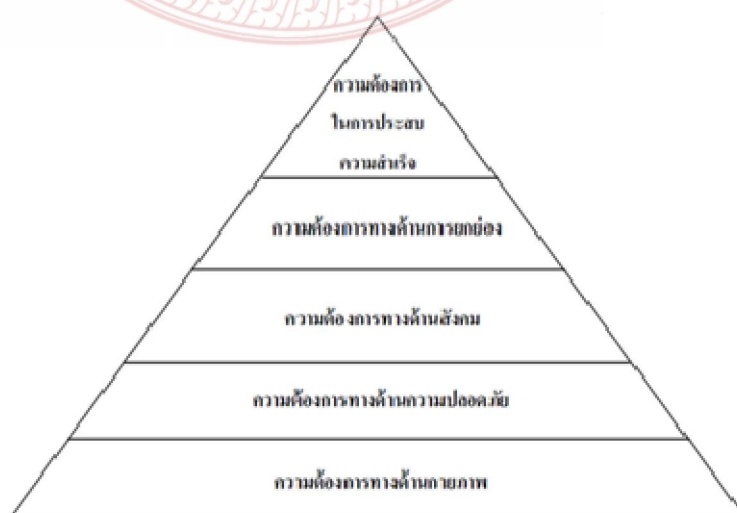 ความต้องการ
ในการประสบ
ความสำเร็จ
ความต้องการทางด้านการยกย่อง
ความต้องการทางด้านสังคม
ความต้องการทางด้านความปลอดภัย
ความต้องการทางด้านกายภาพ